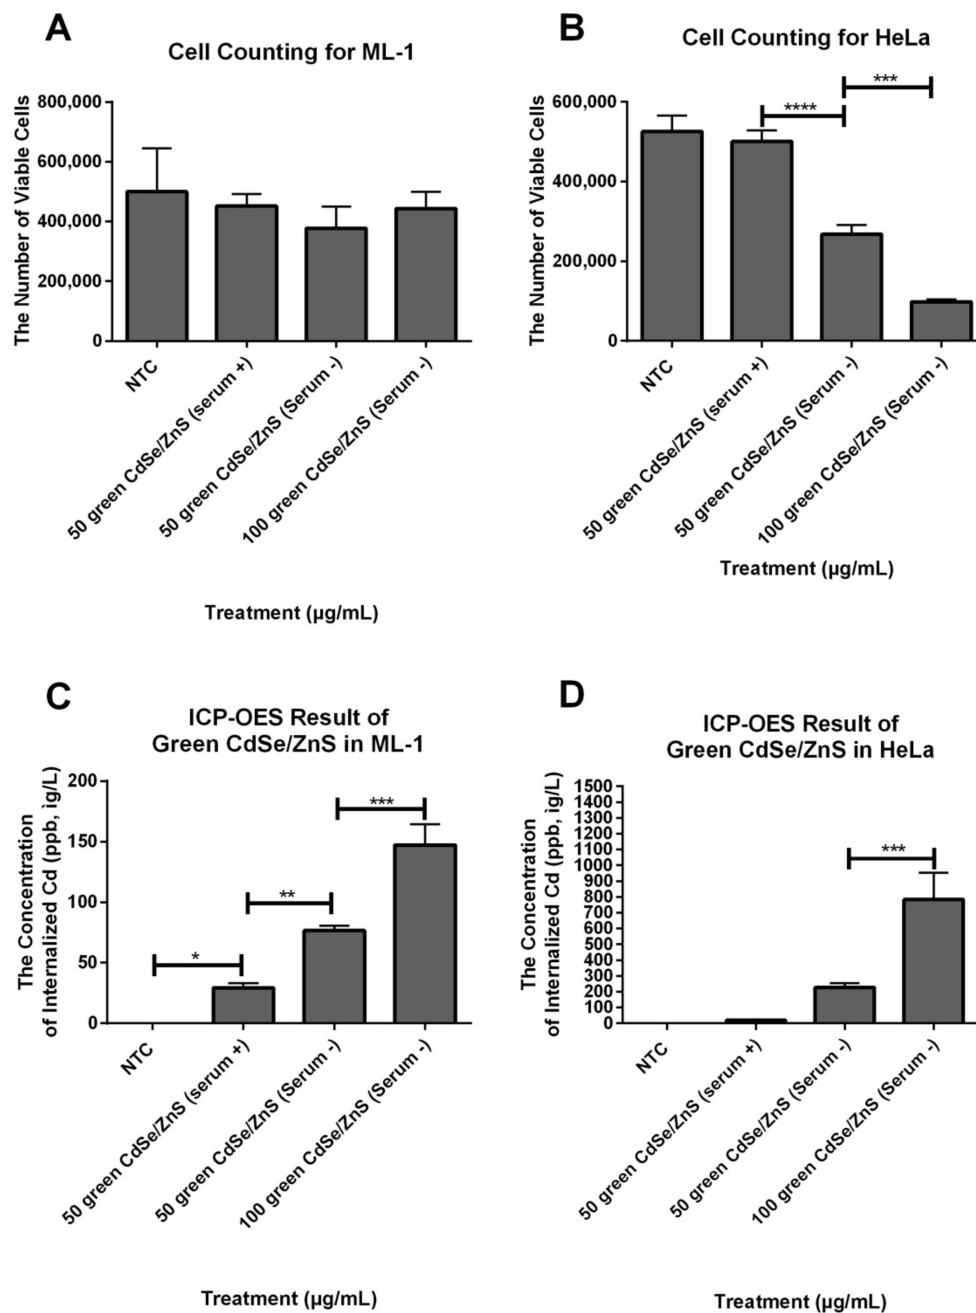 A
Cell Counting for ML-1
The Number of Viable Cells
800,000
600,000
400,000
200,000
0
NTC
50 green CdSe/ZnS (serum +)
50 green CdSe/ZnS (Serum -)
100 green CdSe/ZnS (Serum -)
Treatment (µg/mL)
B
Cell Counting for HeLa
The Number of Viable Cells
600,000
400,000
200,000
0
****
***
NTC
50 green CdSe/ZnS (serum +)
50 green CdSe/ZnS (Serum -)
100 green CdSe/ZnS (Serum -)
Treatment (µg/mL)
C
ICP-OES Result of
Green CdSe/ZnS in ML-1
The Concentration
of Internalized Cd (ppb, ig/L)
200
150
100
50
0
*
**
***
NTC
50 green CdSe/ZnS (serum +)
50 green CdSe/ZnS (Serum -)
100 green CdSe/ZnS (Serum -)
Treatment (µg/mL)
D
ICP-OES Result of
Green CdSe/ZnS in HeLa
The Concentration
of Internalized Cd (ppb, ig/L)
1500
1400
1300
1200
1100
1000
900
800
700
600
500
400
300
200
100
0
***
NTC
50 green CdSe/ZnS (serum +)
50 green CdSe/ZnS (Serum -)
100 green CdSe/ZnS (Serum -)
Treatment (µg/mL)